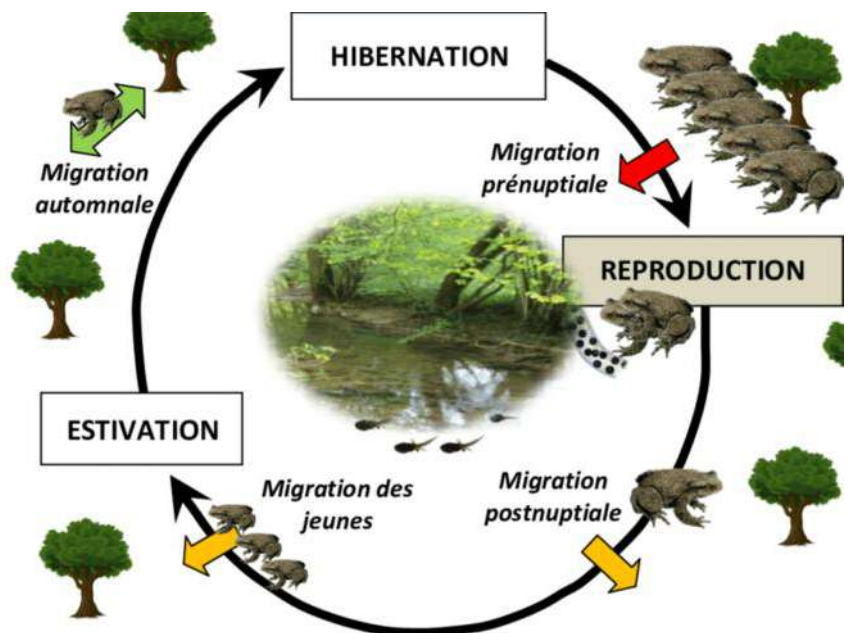 HIBERNATION
Migration
prénuptiale
Migration
automnale
REPRODUCTION
ESTIVATION
Migration des
jeunes
Migration
postnuptiale